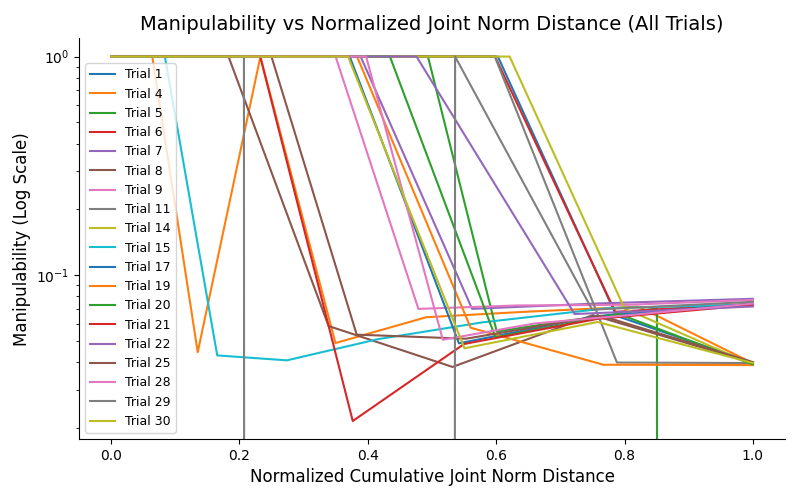 Manipulability vs Normalized Joint Norm Distance (All Trials)
Manipulability (Log Scale)
10⁰
10⁻¹
Trial 1
Trial 4
Trial 5
Trial 6
Trial 7
Trial 8
Trial 9
Trial 11
Trial 14
Trial 15
Trial 17
Trial 19
Trial 20
Trial 21
Trial 22
Trial 25
Trial 28
Trial 29
Trial 30
0.0 0.2 0.4 0.6 0.8 1.0
Normalized Cumulative Joint Norm Distance